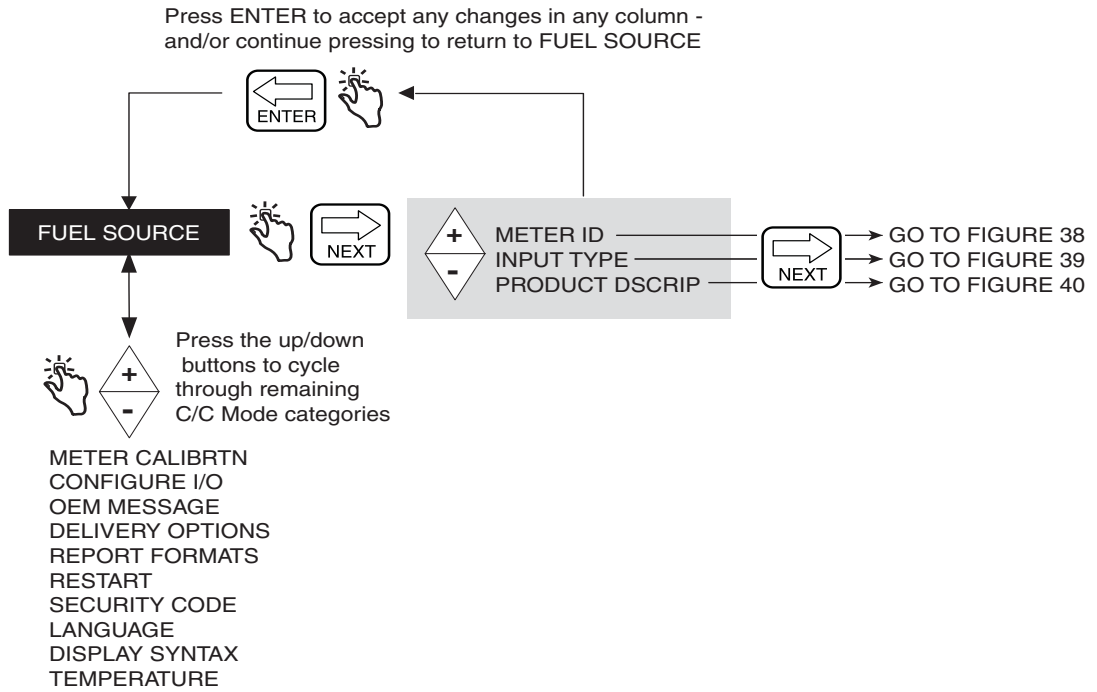 Press ENTER to accept any changes in any column -
and/or continue pressing to return to FUEL SOURCE
ENTER
FUEL SOURCE
NEXT
+
-
METER ID
INPUT TYPE
PRODUCT DSCRIP
NEXT
GO TO FIGURE 38
GO TO FIGURE 39
GO TO FIGURE 40
+
-
Press the up/down
buttons to cycle
through remaining
C/C Mode categories
METER CALIBRTN
CONFIGURE I/O
OEM MESSAGE
DELIVERY OPTIONS
REPORT FORMATS
RESTART
SECURITY CODE
LANGUAGE
DISPLAY SYNTAX
TEMPERATURE